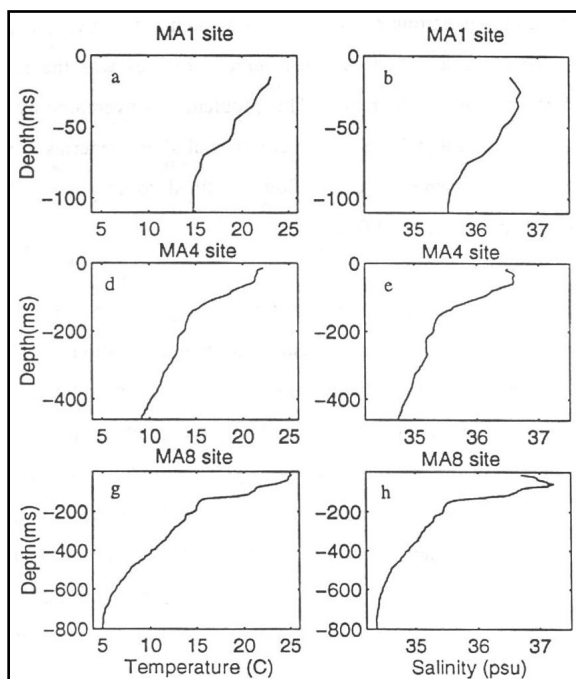 MA1 site MA1 site
a b
Depth(ms)
0
−50
−100
5 10 15 20 25
35 36 37
MA4 site MA4 site
d e
Depth(ms)
0
−200
−400
0
−200
−400
5 10 15 20 25
35 36 37
MA8 site MA8 site
g h
Depth(ms)
−200
−400
−600
−800
−200
−400
−600
−800
5 10 15 20 25
35 36 37
Temperature (C) Salinity (psu)
0
−50
−100